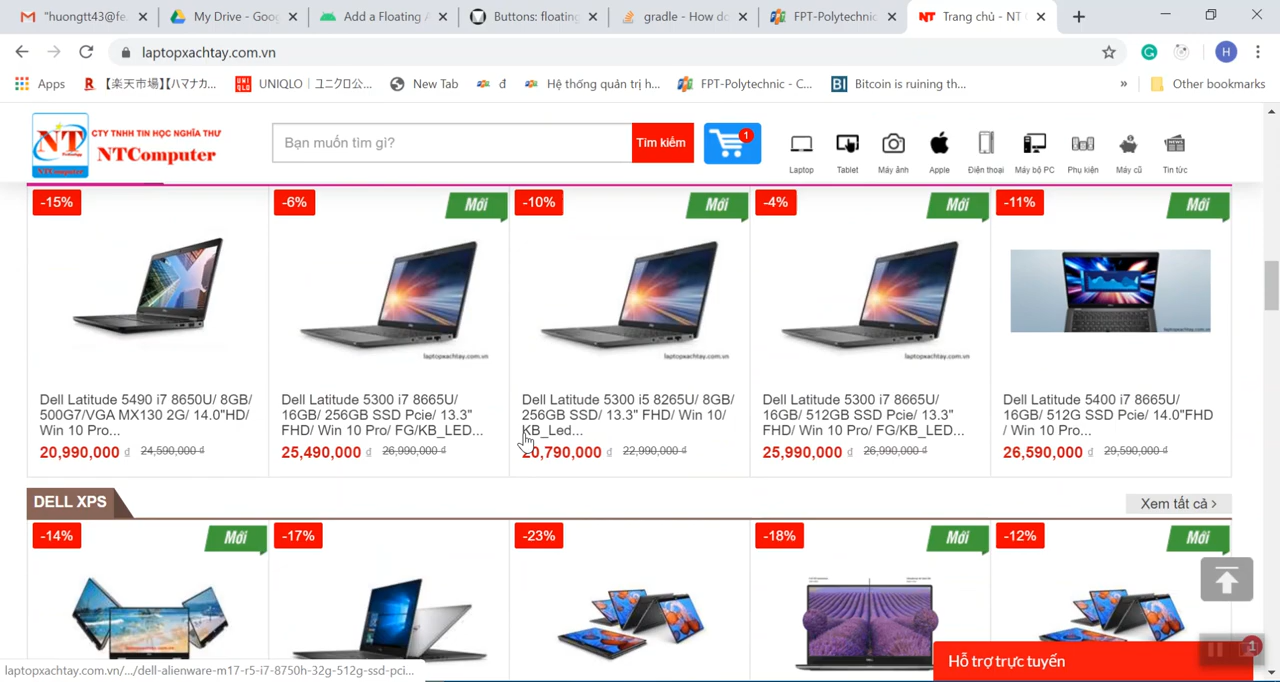 "huongtt43@fe.
My Drive - Goog
Add a Floating A
Buttons: floating
gradle - How do
FPT-Polytechnic
Trang chủ - NT
laptopxachtay.com.vn
H
Apps
【楽天市場】【ハマナカ...
UNIQLO｜ユニクロ公...
New Tab
đ
Hệ thống quản trị h...
FPT-Polytechnic - C...
BI
Bitcoin is ruining th...
»
Other bookmarks
NT
NTComputer
CTY TNHH TIN HỌC NGHĨA THƯ
NTComputer
Bạn muốn tìm gì?
Tìm kiếm
1
Laptop
Tablet
Máy ảnh
Apple
Điện thoại
Máy bộ PC
Phụ kiện
Máy cũ
Tin tức
-15%
-6%
Mới
-10%
Mới
-4%
Mới
-11%
Mới
laptopxachtay.com.vn
laptopxachtay.com.vn
laptopxachtay.com.vn
laptopxachtay.com.vn
Dell Latitude 5490 i7 8650U/ 8GB/
500G7/VGA MX130 2G/ 14.0"HD/
Win 10 Pro...
20,990,000 đ 24,590,000 đ
Dell Latitude 5300 i7 8665U/
16GB/ 256GB SSD Pcie/ 13.3"
FHD/ Win 10 Pro/ FG/KB_LED...
25,490,000 đ 26,990,000 đ
Dell Latitude 5300 i5 8265U/ 8GB/
256GB SSD/ 13.3" FHD/ Win 10/
KB_Led...
20,790,000 đ 22,990,000 đ
Dell Latitude 5300 i7 8665U/
16GB/ 512GB SSD Pcie/ 13.3"
FHD/ Win 10 Pro/ FG/KB_LED...
25,990,000 đ 26,990,000 đ
Dell Latitude 5400 i7 8665U/
16GB/ 512G SSD Pcie/ 14.0"FHD
/ Win 10 Pro...
26,590,000 đ 29,590,000 đ
DELL XPS
Xem tất cả ›
-14%
Mới
-17%
-23%
-18%
Mới
-12%
Mới
Hỗ trợ trực tuyến
1
laptopxachtay.com.vn/.../dell-alienware-m17-r5-i7-8750h-32g-512g-ssd-pci...